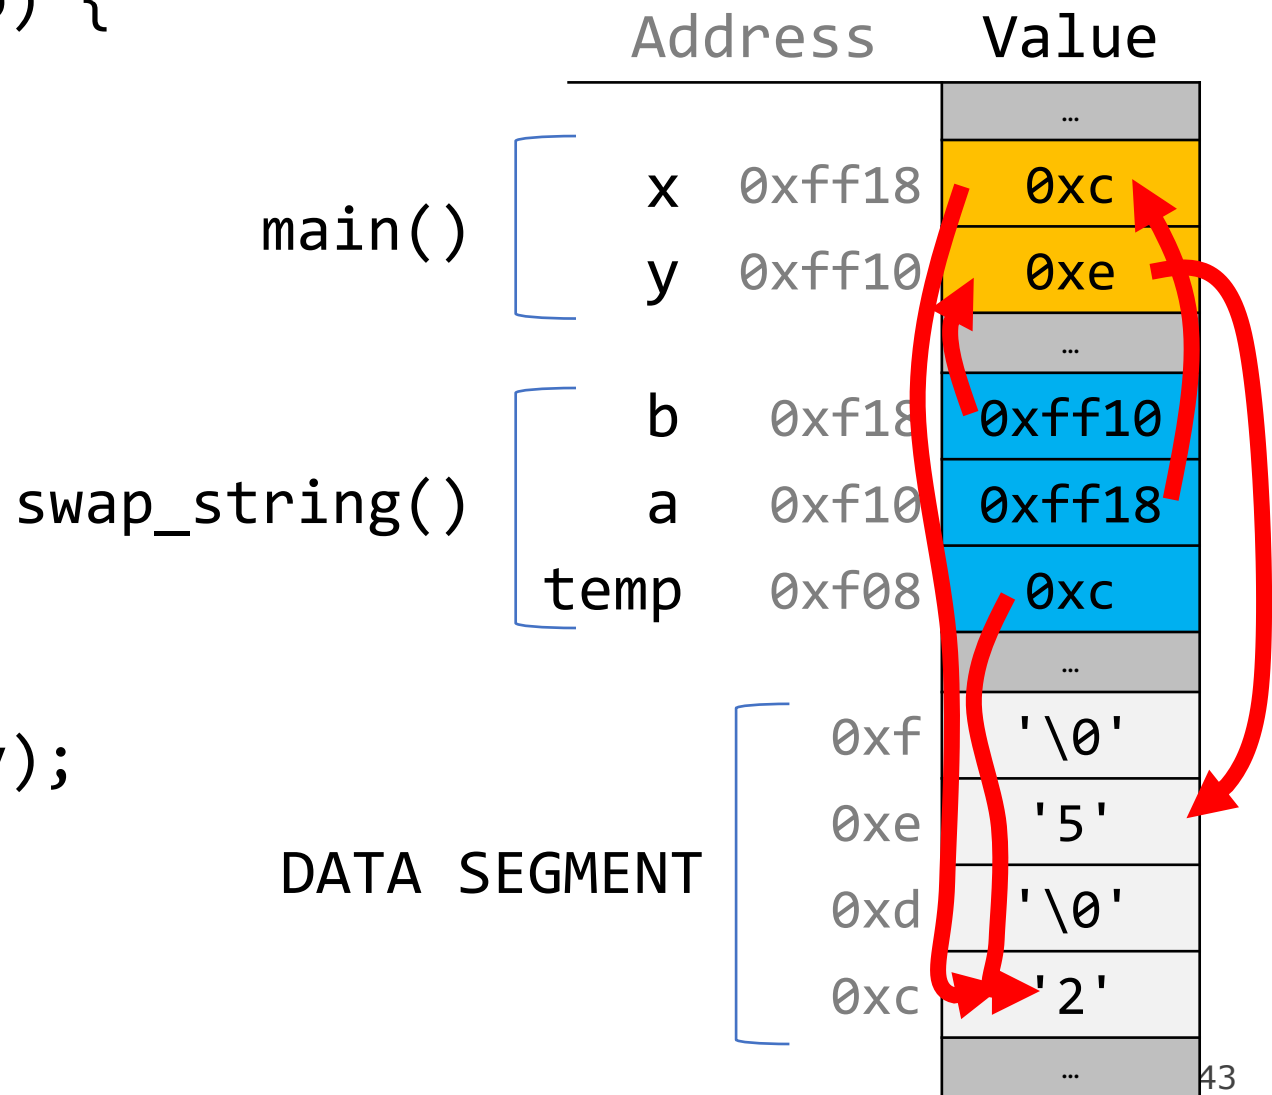 ) {
Address Value
…
x 0xff18 0xc
main()
y 0xff10 0xe
…
b 0xf18 0xff10
swap_string() a 0xf10 0xff18
temp 0xf08 0xc
…
0xf '\0'
);
0xe '5'
DATA SEGMENT
0xd '\0'
0xc '2'
…
43